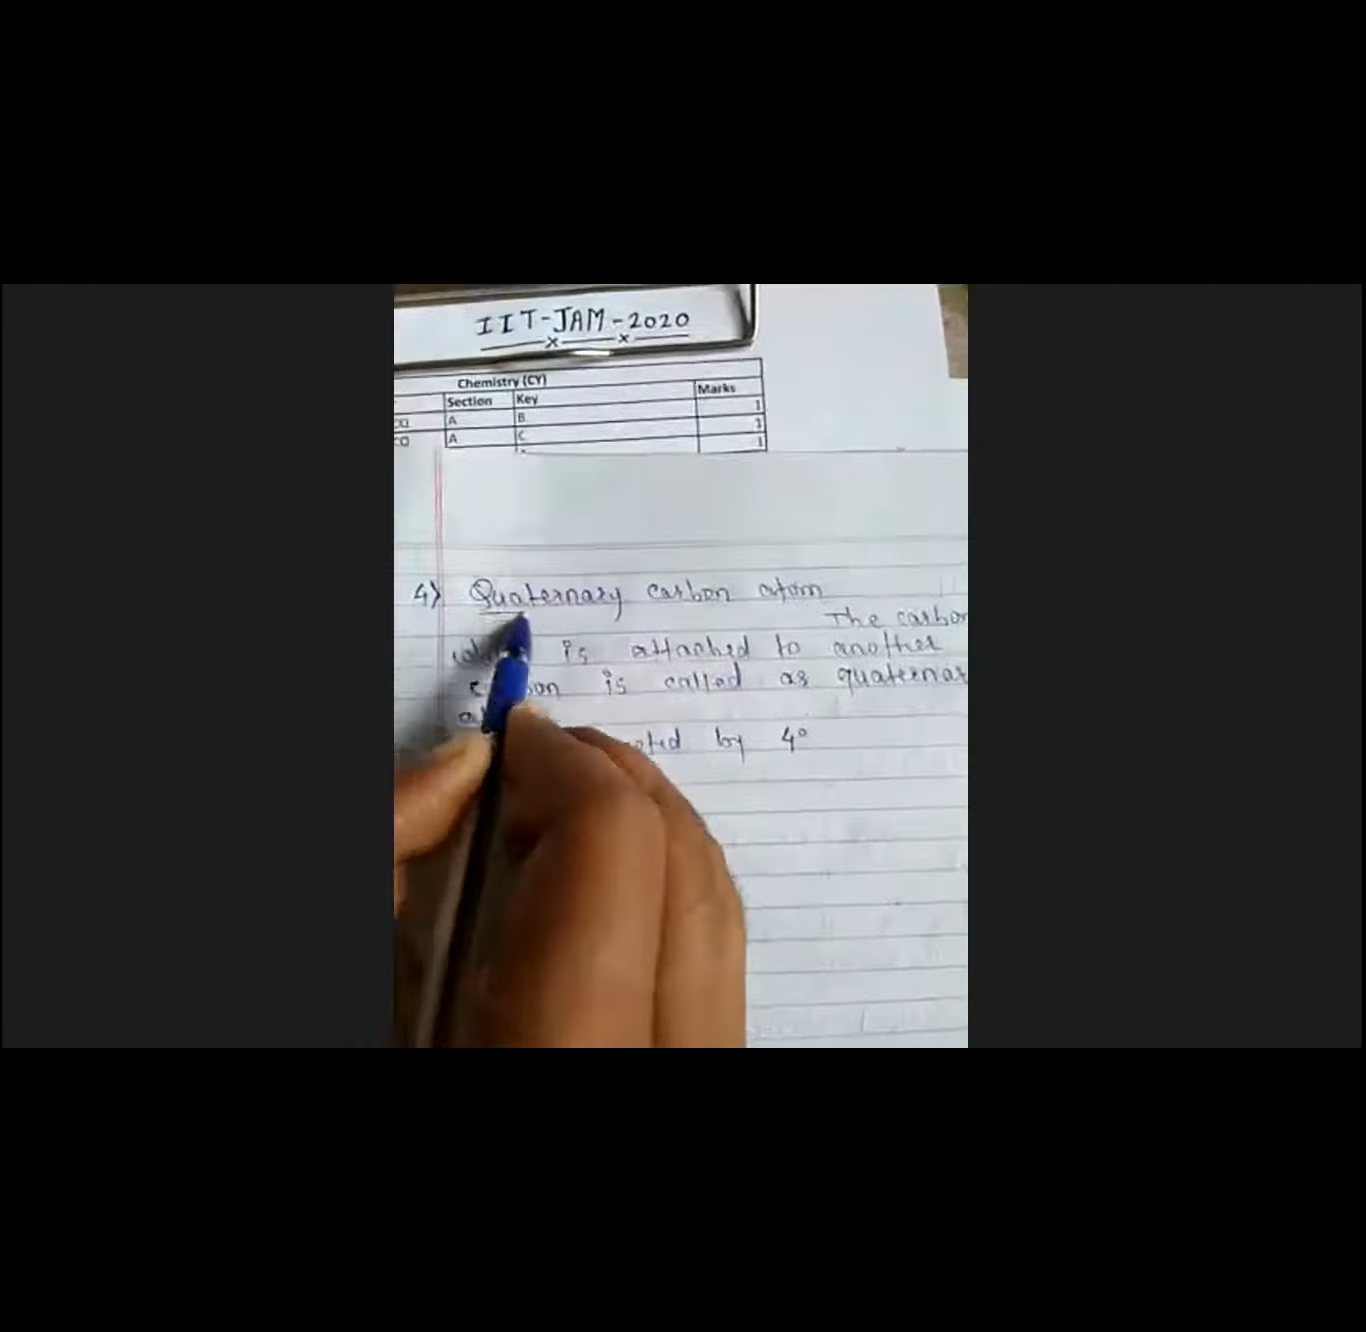 IIT-JAM-2020
Chemistry (CY)
Section Key Marks
A B 1
A C 1
1
4) Quaternary carbon atom
The carbon
is attached to another
is called as quaternar
by 4°